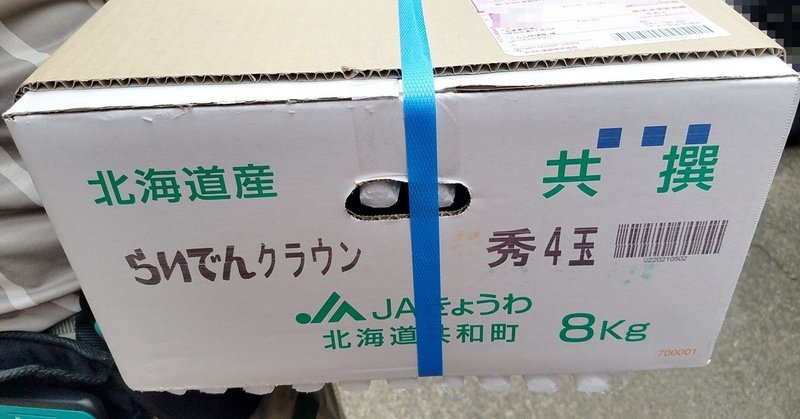 北海道産
共撰
らいでんクラウン
秀4玉
GZ20210502
JAきょうわ
北海道共和町
8Kg
700001